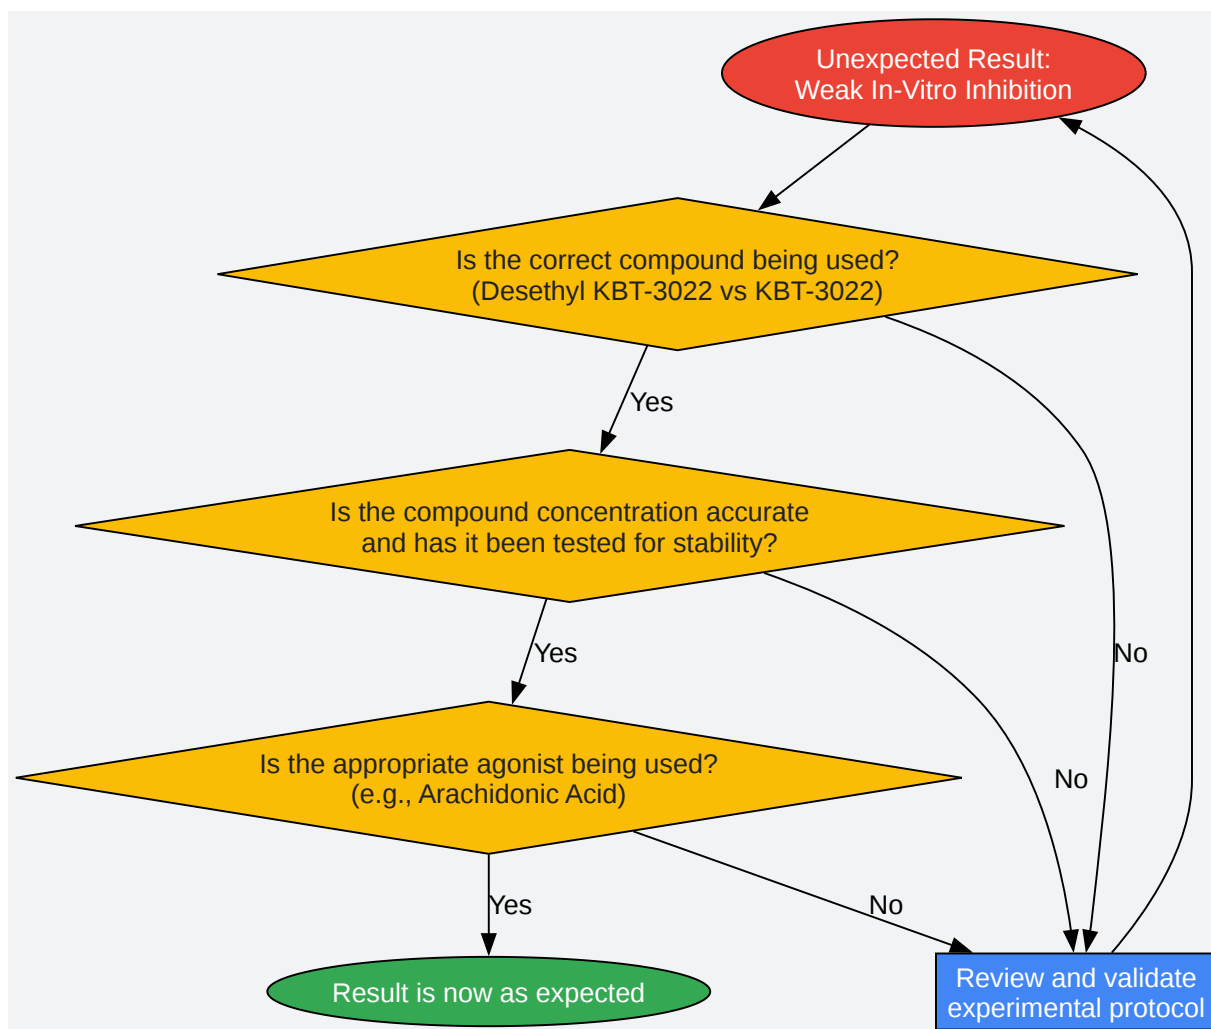 Unexpected Result:
Weak In-Vitro Inhibition
Is the correct compound being used?
(Desethyl KBT-3022 vs KBT-3022)
Yes
Is the compound concentration accurate
and has it been tested for stability?
No
Yes
Is the appropriate agonist being used?
(e.g., Arachidonic Acid)
No
Yes
No
Result is now as expected
Review and validate
experimental protocol